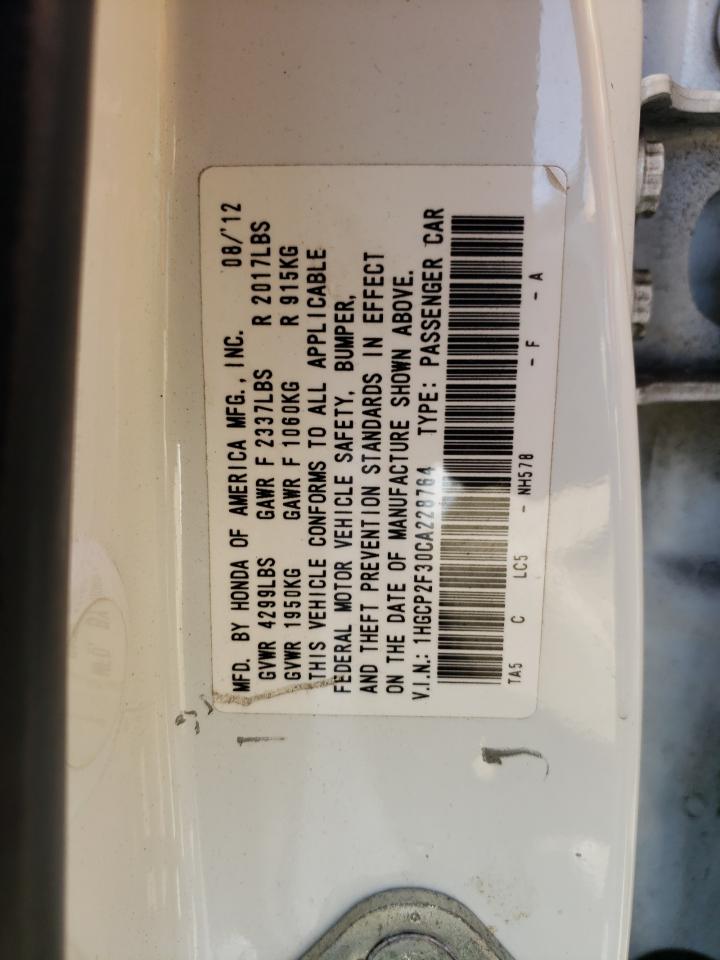 MFD. BY HONDA OF AMERICA MFG., INC. 08/'12
GVWR 4299LBS GAWR F 2337LBS R 2017LBS
GVWR 1950KG GAWR F 1060KG R 915KG
THIS VEHICLE CONFORMS TO ALL APPLICABLE
FEDERAL MOTOR VEHICLE SAFETY, BUMPER,
AND THEFT PREVENTION STANDARDS IN EFFECT
ON THE DATE OF MANUFACTURE SHOWN ABOVE.
V.I.N.: 1HGCP2F30CA228764 TYPE: PASSENGER CAR
TA5 C LC5 - NH578 - F - A